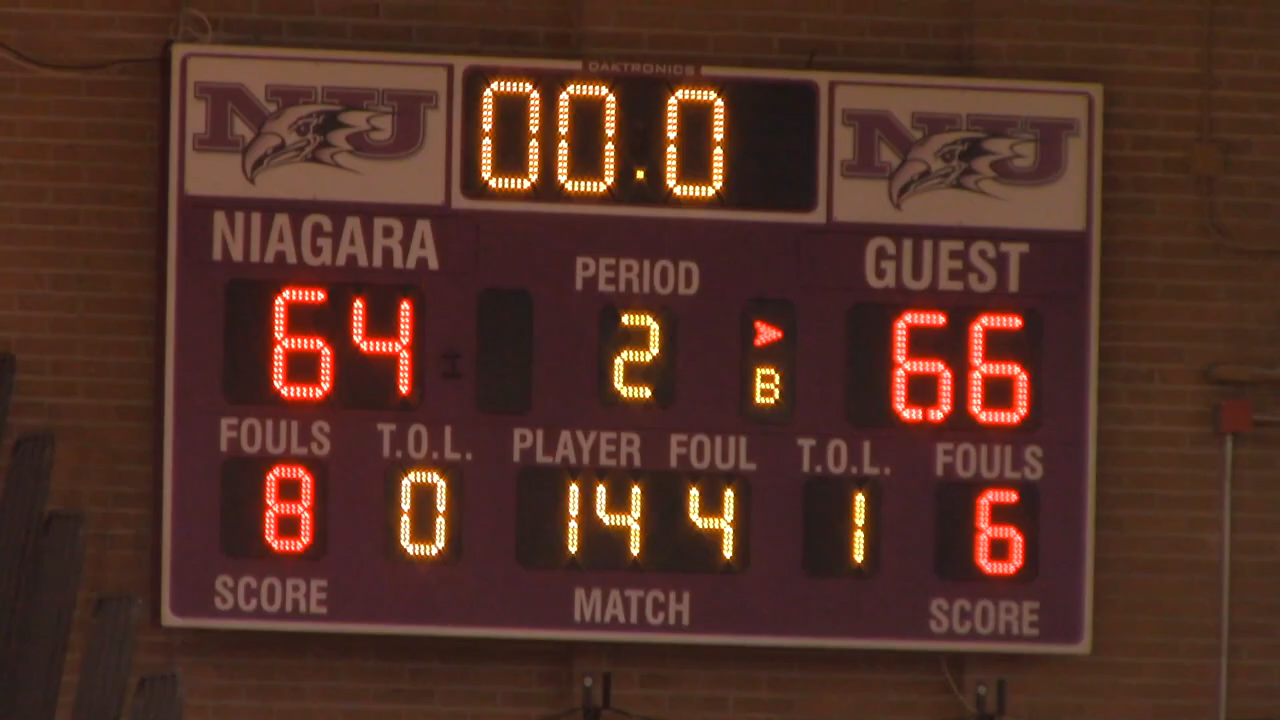 DAKTRONICS
NU 00.0 NU
NIAGARA PERIOD GUEST
64 2 B 66
FOULS T.O.L. PLAYER FOUL T.O.L. FOULS
8 0 14 4 1 6
SCORE MATCH SCORE